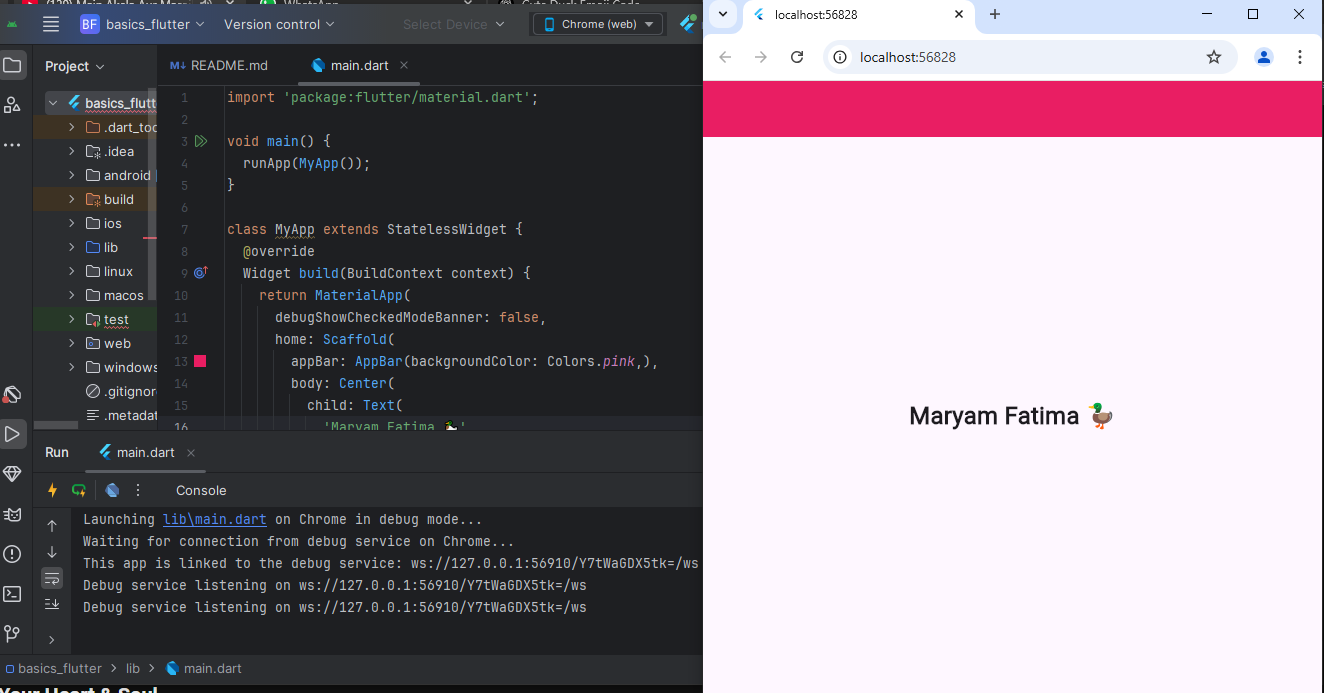 WhatsApp
BF basics_flutter
Version control
Select Device
Chrome (web)
Project
README.md
main.dart
basics_flutt
.dart_too
.idea
android
build
ios
lib
linux
macos
test
web
windows
.gitignor
.metadat
1 import 'package:flutter/material.dart';
2
3 void main() {
4 runApp(MyApp());
5 }
6
7 class MyApp extends StatelessWidget {
8 @override
9 Widget build(BuildContext context) {
10 return MaterialApp(
11 debugShowCheckedModeBanner: false,
12 home: Scaffold(
13 appBar: AppBar(backgroundColor: Colors.pink,),
14 body: Center(
15 child: Text(
16 'Maryam Fatima 🦆'
Run
main.dart
Console
Launching lib\main.dart on Chrome in debug mode...
Waiting for connection from debug service on Chrome...
This app is linked to the debug service: ws://127.0.0.1:56910/Y7tWaGDX5tk=/ws
Debug service listening on ws://127.0.0.1:56910/Y7tWaGDX5tk=/ws
Debug service listening on ws://127.0.0.1:56910/Y7tWaGDX5tk=/ws
basics_flutter > lib > main.dart
Your Heart & Soul
localhost:56828
localhost:56828
Maryam Fatima 🦆